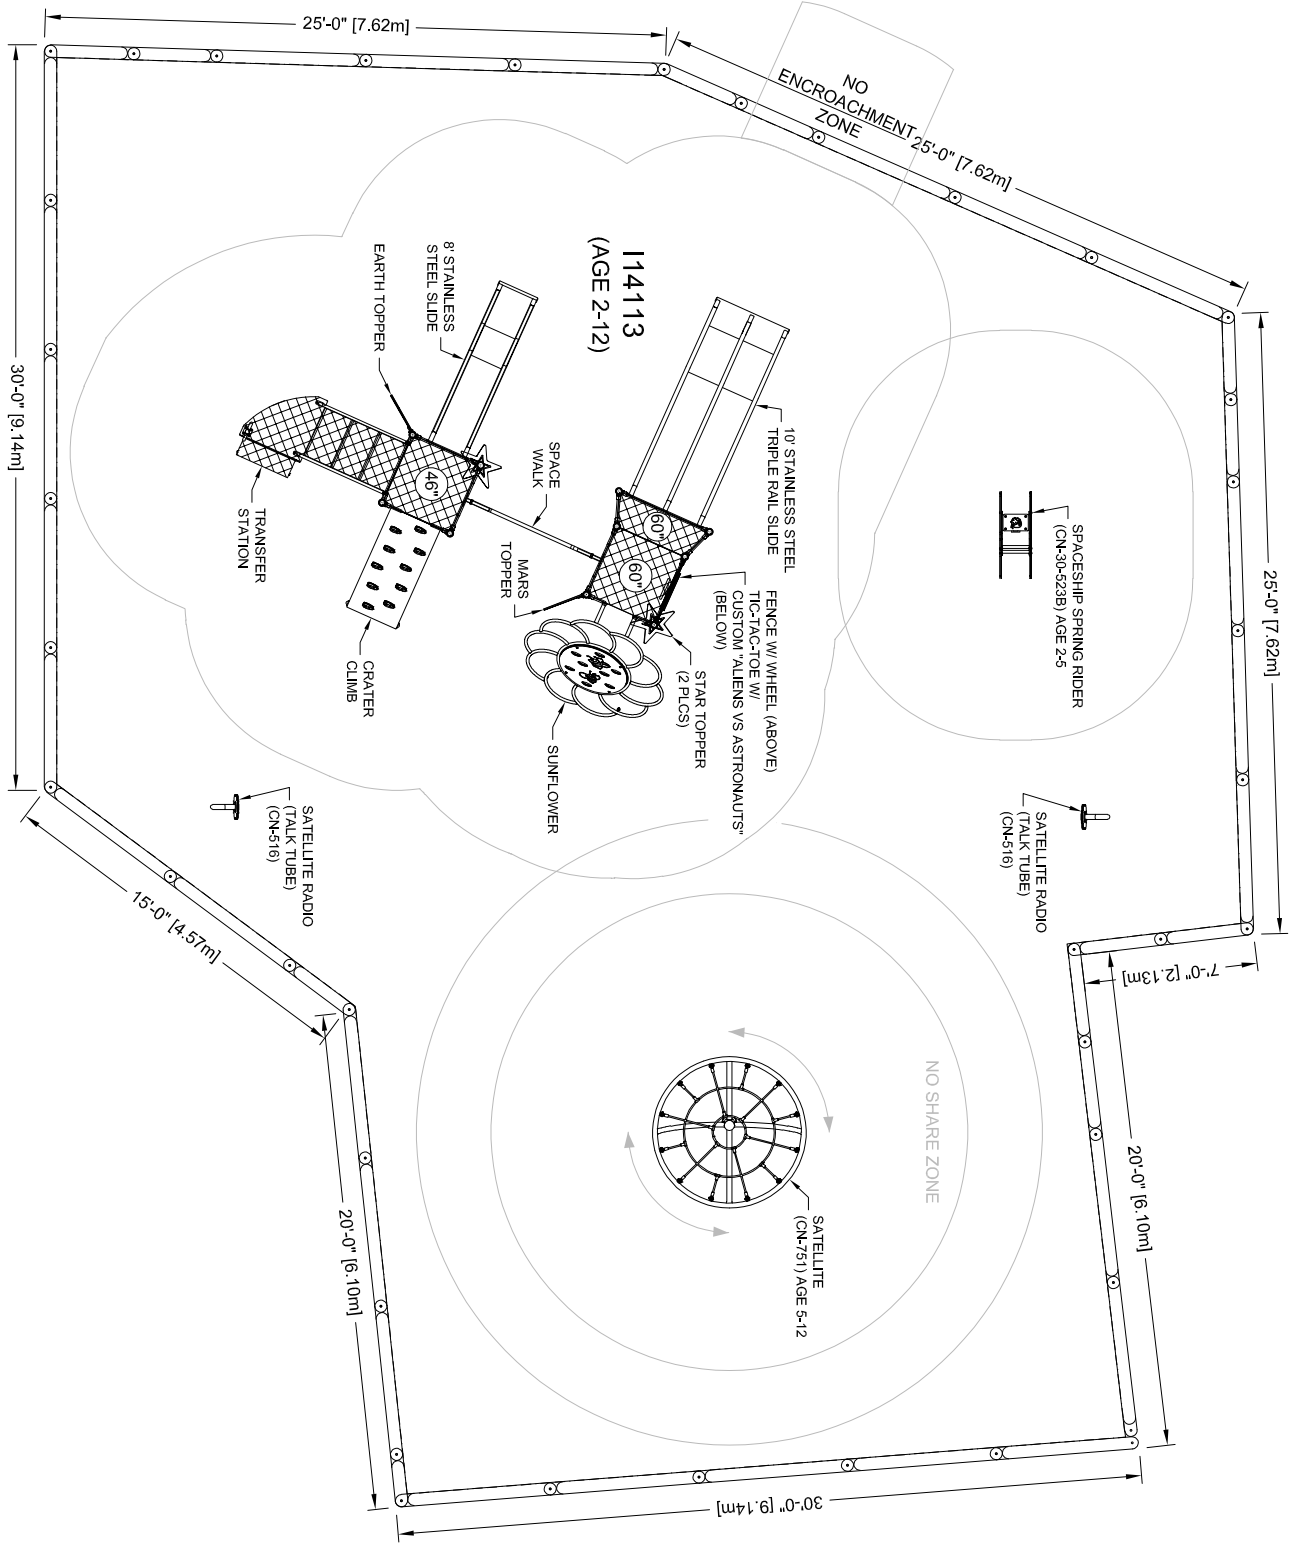 25'-0" [7.62m]
NO
ENCROACHMENT
ZONE
25'-0" [7.62m]
25'-0" [7.62m]
7'-0" [2.13m]
20'-0" [6.10m]
30'-0" [9.14m]
20'-0" [6.10m]
15'-0" [4.57m]
30'-0" [9.14m]
I14113
(AGE 2-12)
8' STAINLESS
STEEL SLIDE
EARTH TOPPER
10' STAINLESS STEEL
TRIPLE RAIL SLIDE
SPACE
WALK
46"
60"
60"
MARS
TOPPER
TRANSFER
STATION
CRATER
CLIMB
FENCE W/ WHEEL (ABOVE)
TIC-TAC-TOE W/
CUSTOM "ALIENS VS ASTRONAUTS"
(BELOW)
STAR TOPPER
(2 PLCS)
SUNFLOWER
SPACESHIP SPRING RIDER
(CN-30-523B) AGE 2-5
SATELLITE RADIO
(TALK TUBE)
(CN-516)
SATELLITE RADIO
(TALK TUBE)
(CN-516)
NO SHARE ZONE
SATELLITE
(CN-751) AGE 5-12